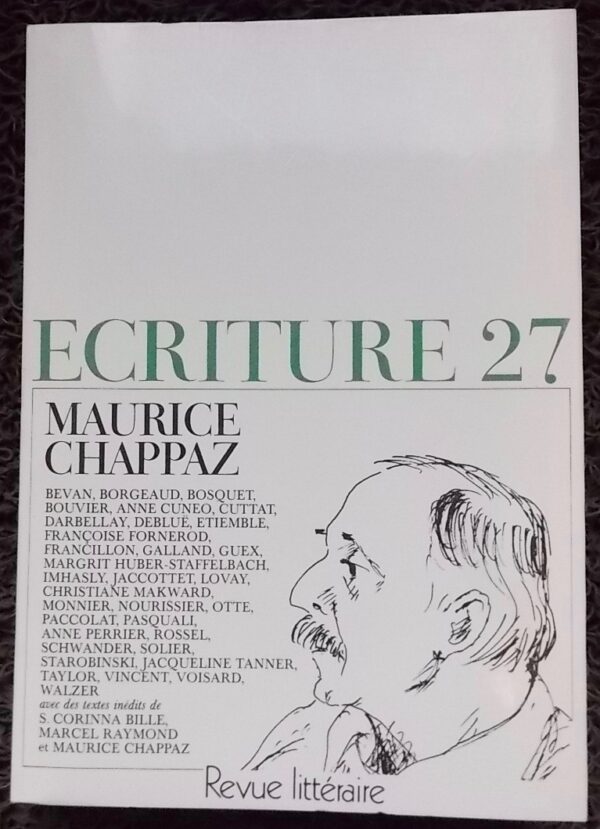 ECRITURE 27
MAURICE
CHAPPAZ
BEVAN, BORGEAUD, BOSQUET,
BOUVIER, ANNE CUNEO, CUTTAT,
DARBELLAY, DEBLUË, ETIEMBLE,
FRANÇOISE FORNEROD,
FRANCILLON, GALLAND, GUEX,
MARGRIT HUBER-STAFFELBACH,
IMHASLY, JACCOTTET, LOVAY,
CHRISTIANE MAKWARD,
MONNIER, NOURISSIER, OTTE,
PACCOLAT, PASQUALI,
ANNE PERRIER, ROSSEL,
SCHWANDER, SOLIER,
STAROBINSKI, JACQUELINE TANNER,
TAYLOR, VINCENT, VOISARD,
WALZER
avec des textes inédits de
S. CORINNA BILLE,
MARCEL RAYMOND
et MAURICE CHAPPAZ
Revue littéraire